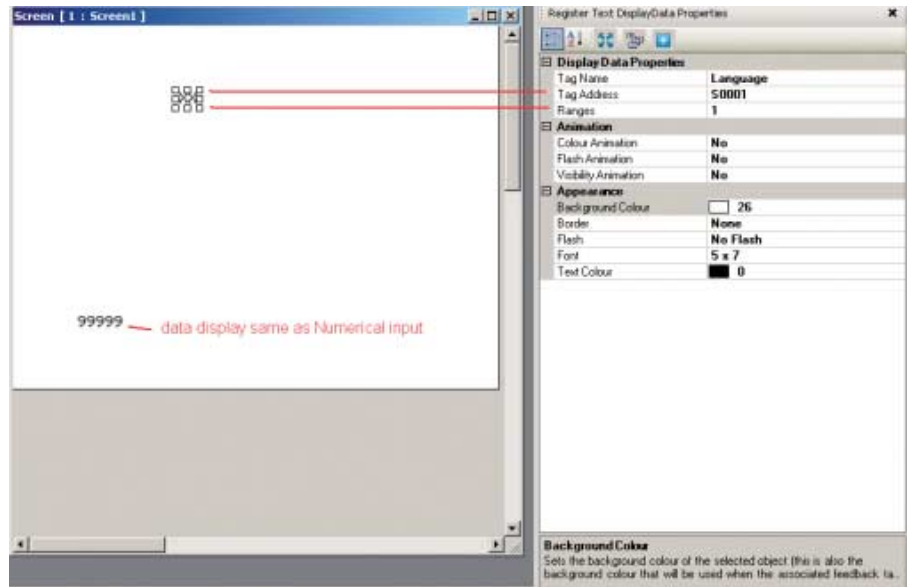 Screen [ 1 : Screen1 ]
99999
data display same as Numerical input
Register Text DisplayData Properties
Display Data Properties
Tag Name Language
Tag Address S0001
Ranges 1
Animation
Colour Animation No
Flash Animation No
Visibility Animation No
Appearance
Background Colour 26
Border None
Flash No Flash
Font 5 x 7
Text Colour 0
Background Colour
Sets the background colour of the selected object (this is also the
background colour that will be used when the associated feedback ta...